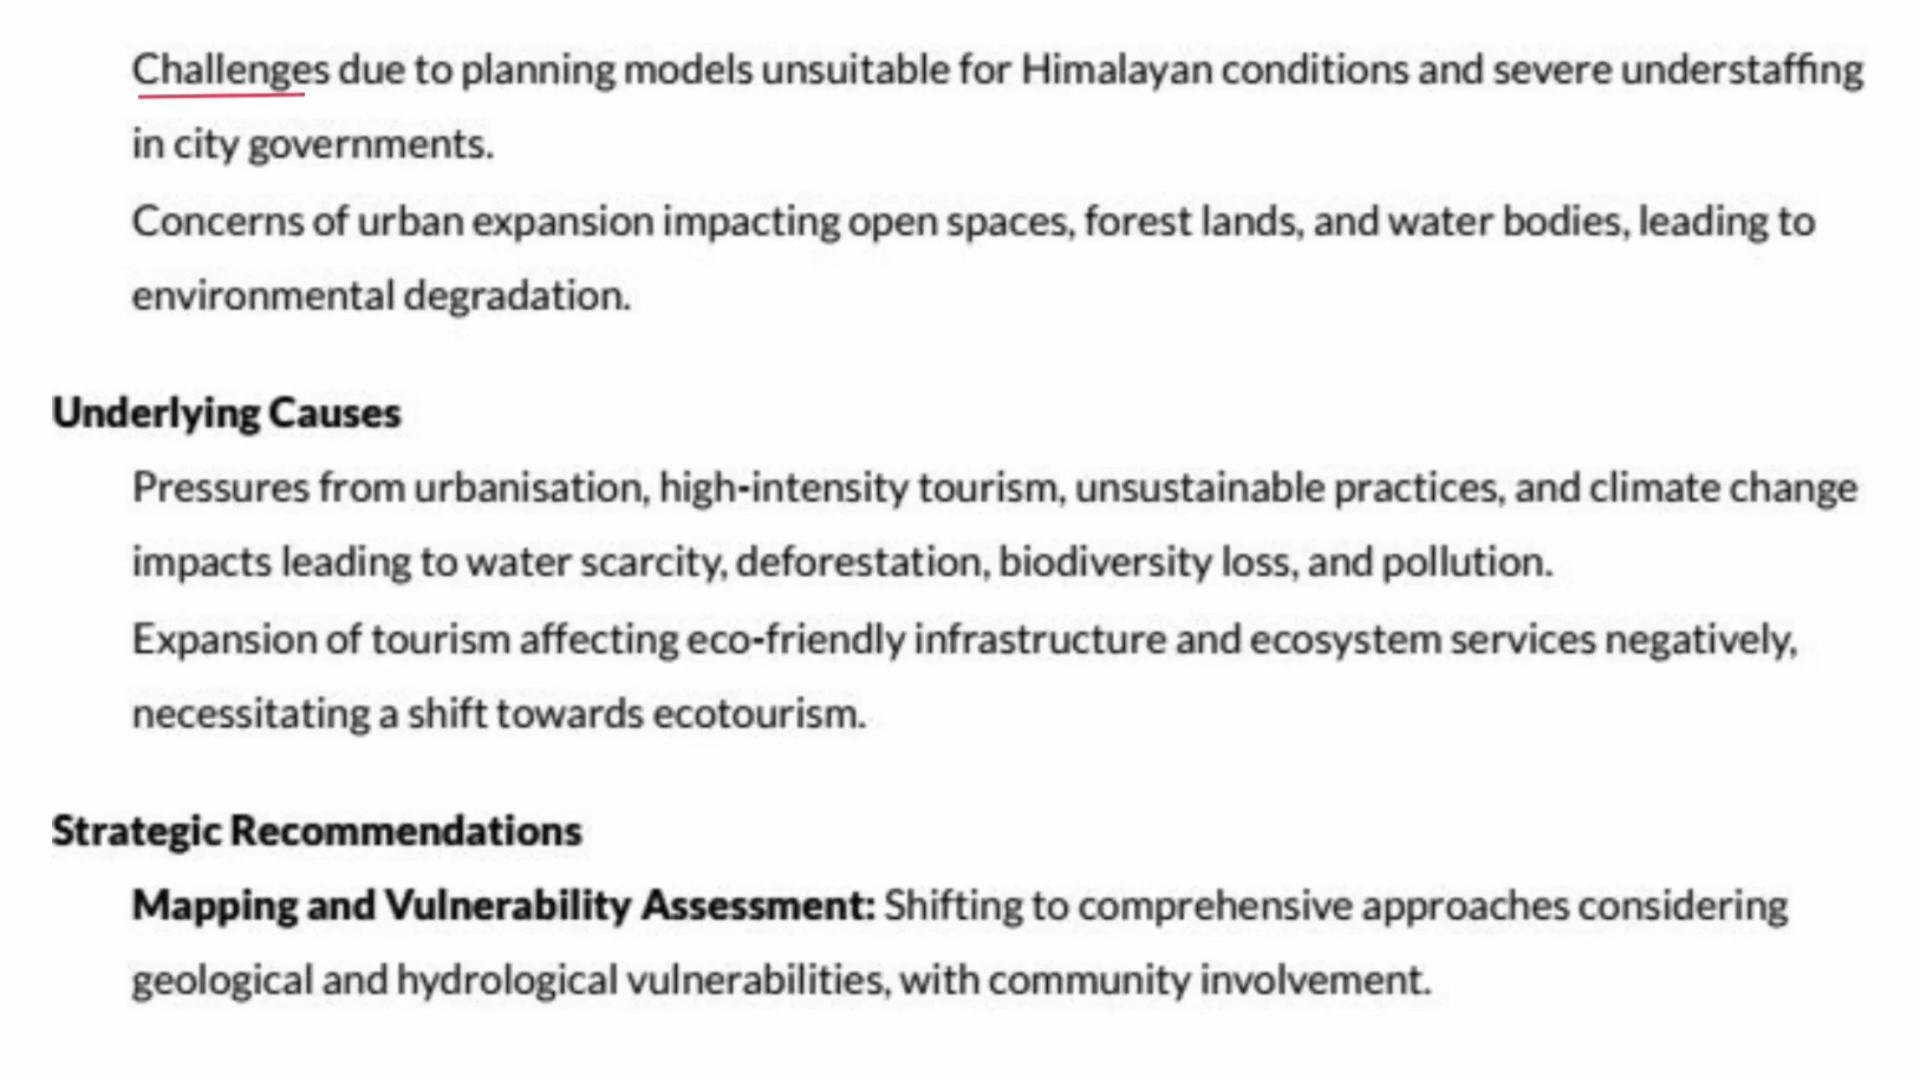 Challenges due to planning models unsuitable for Himalayan conditions and severe understaffing
in city governments.
Concerns of urban expansion impacting open spaces, forest lands, and water bodies, leading to
environmental degradation.
Underlying Causes
Pressures from urbanisation, high-intensity tourism, unsustainable practices, and climate change
impacts leading to water scarcity, deforestation, biodiversity loss, and pollution.
Expansion of tourism affecting eco-friendly infrastructure and ecosystem services negatively,
necessitating a shift towards ecotourism.
Strategic Recommendations
Mapping and Vulnerability Assessment: Shifting to comprehensive approaches considering
geological and hydrological vulnerabilities, with community involvement.